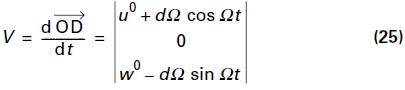 V = d OD→ / dt = | u⁰ + dΩ cos Ωt |
| 0 |
| w⁰ – dΩ sin Ωt |
(25)